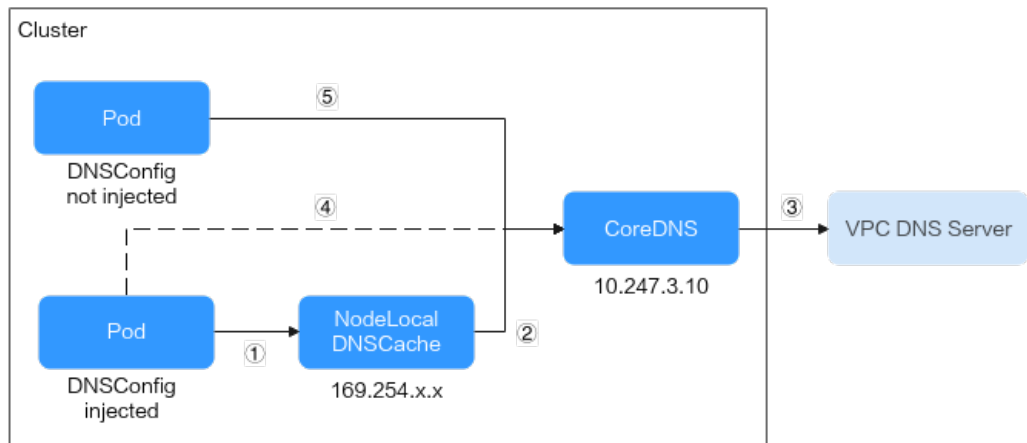 Cluster
Pod
⑤
DNSConfig
not injected
④
CoreDNS
③
VPC DNS Server
10.247.3.10
Pod
①
NodeLocal
DNSCache
②
DNSConfig
injected
169.254.x.x